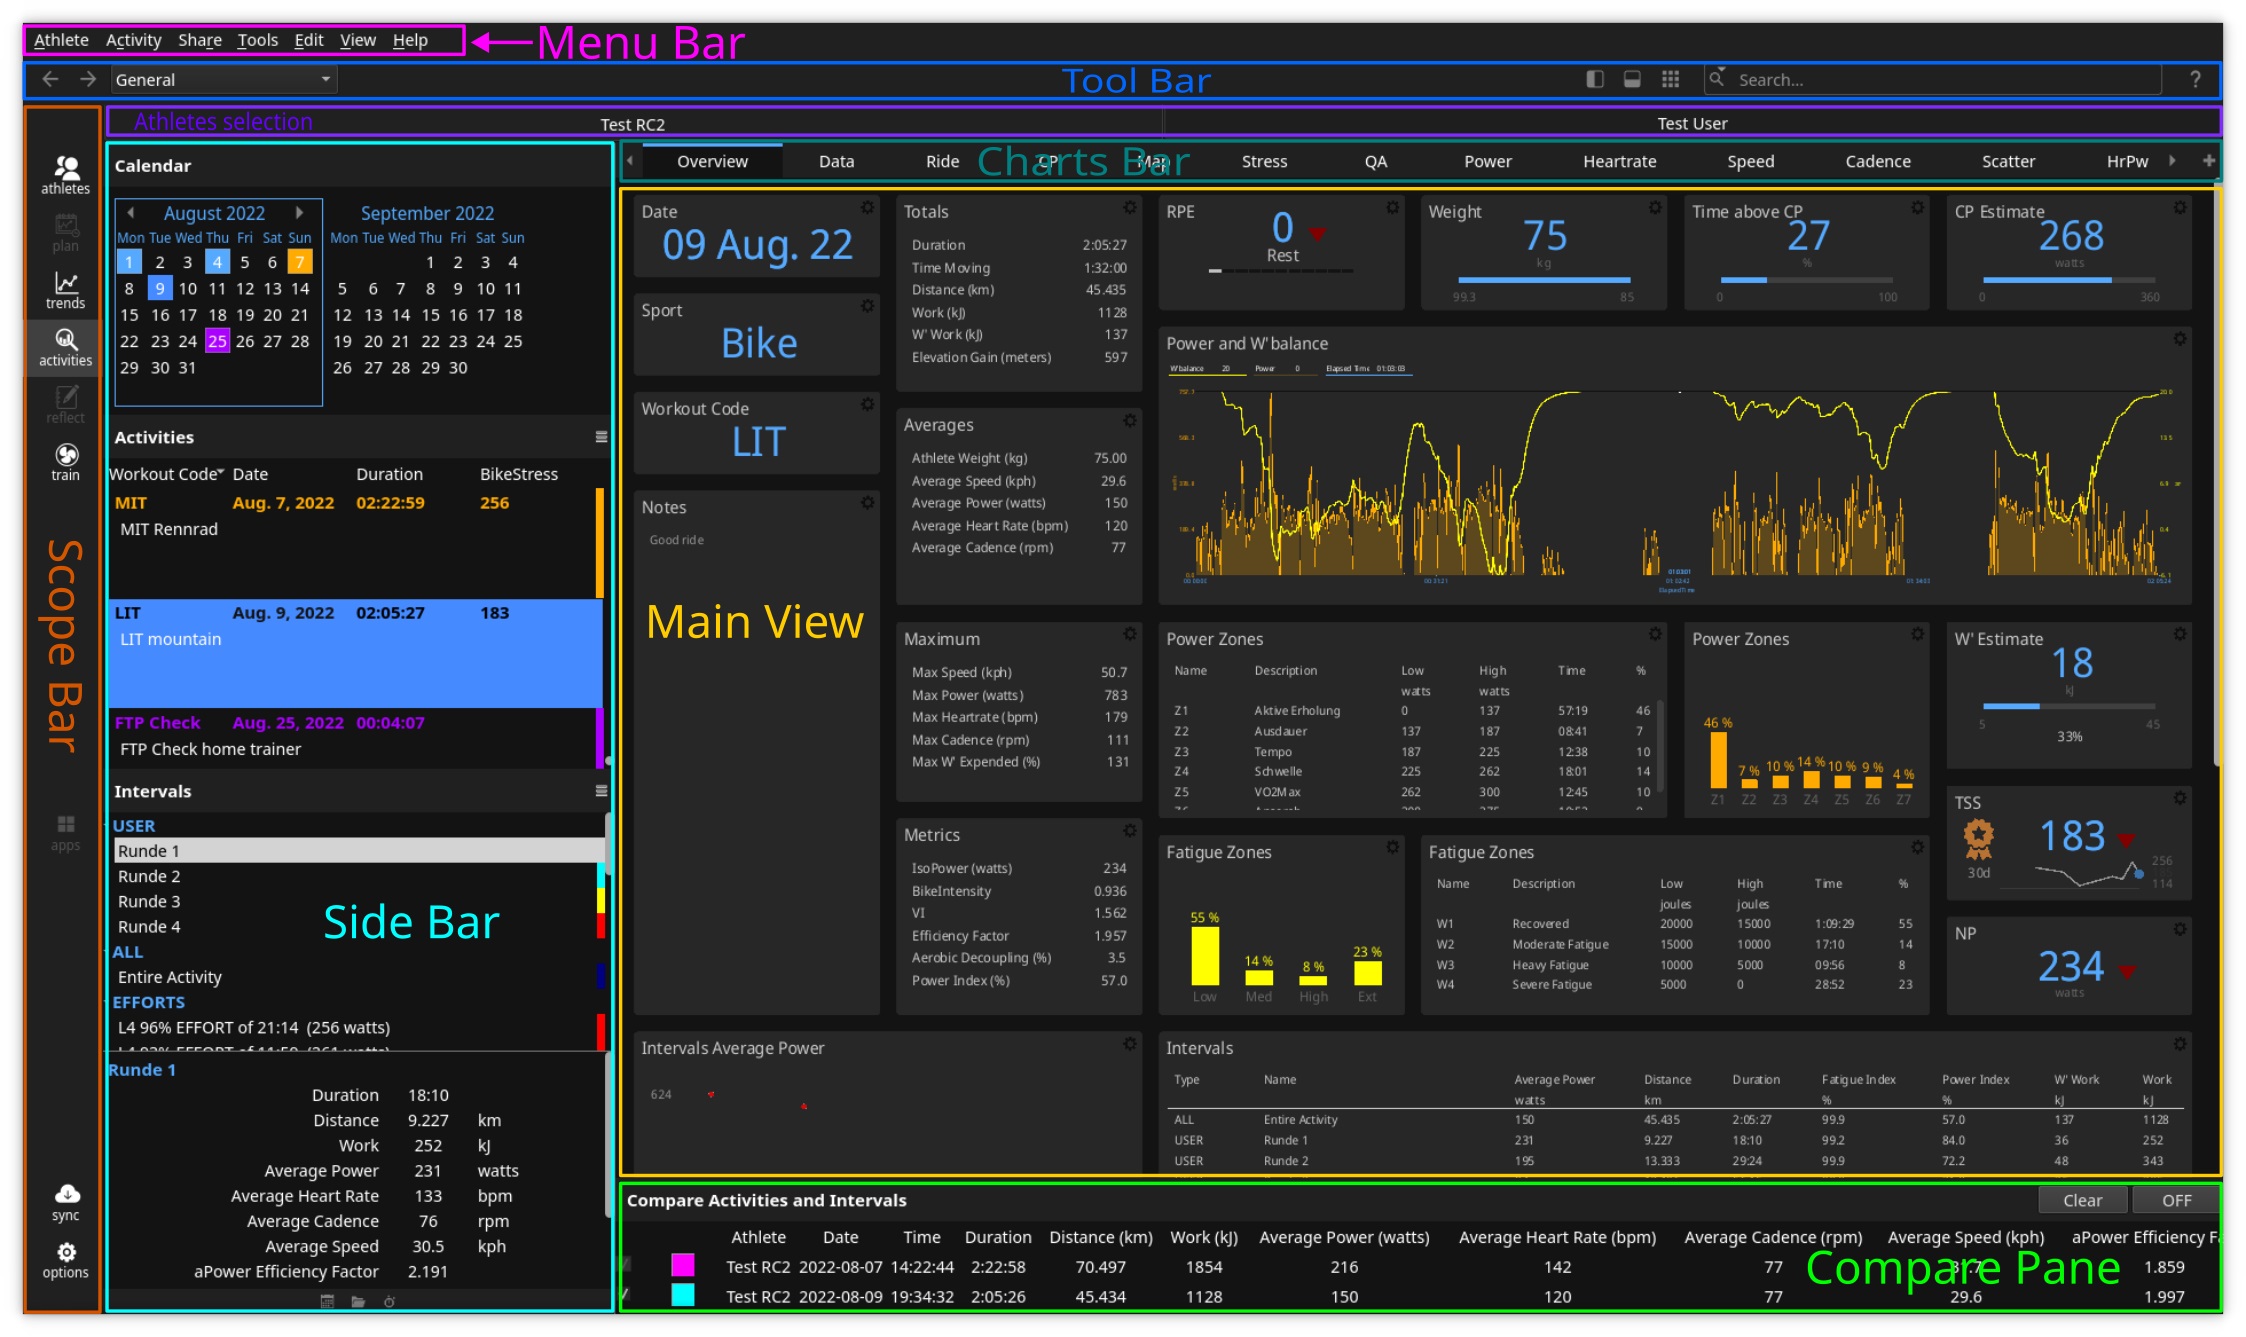 Athlete Activity Share Tools Edit View Help
Menu Bar
General
Tool Bar
Search...
?
Athletes selection
Test RC2
Test User
athletes
plan
trends
activities
reflect
train
Scope Bar
apps
sync
options
Calendar
August 2022
Mon Tue Wed Thu Fri Sat Sun
1 2 3 4 5 6 7
8 9 10 11 12 13 14
15 16 17 18 19 20 21
22 23 24 25 26 27 28
29 30 31
September 2022
Mon Tue Wed Thu Fri Sat Sun
1 2 3 4
5 6 7 8 9 10 11
12 13 14 15 16 17 18
19 20 21 22 23 24 25
26 27 28 29 30
Activities
Workout Code Date Duration BikeStress
MIT Aug. 7, 2022 02:22:59 256
MIT Rennrad
LIT Aug. 9, 2022 02:05:27 183
LIT mountain
FTP Check Aug. 25, 2022 00:04:07
FTP Check home trainer
Intervals
USER
Runde 1
Runde 2
Runde 3
Runde 4
Side Bar
ALL
Entire Activity
EFFORTS
L4 96% EFFORT of 21:14 (256 watts)
Runde 1
Duration 18:10
Distance 9.227 km
Work 252 kJ
Average Power 231 watts
Average Heart Rate 133 bpm
Average Cadence 76 rpm
Average Speed 30.5 kph
aPower Efficiency Factor 2.191
Overview Data Ride CP Map Stress QA Power Heartrate Speed Cadence Scatter HrPw
Charts Bar
Date
09 Aug. 22
Sport
Bike
Workout Code
LIT
Notes
Good ride
Main View
Totals
Duration 2:05:27
Time Moving 1:32:00
Distance (km) 45.435
Work (kJ) 1128
W' Work (kJ) 137
Elevation Gain (meters) 597
Averages
Athlete Weight (kg) 75.00
Average Speed (kph) 29.6
Average Power (watts) 150
Average Heart Rate (bpm) 120
Average Cadence (rpm) 77
Maximum
Max Speed (kph) 50.7
Max Power (watts) 783
Max Heartrate (bpm) 179
Max Cadence (rpm) 111
Max W' Expended (%) 131
Metrics
IsoPower (watts) 234
BikeIntensity 0.936
VI 1.562
Efficiency Factor 1.957
Aerobic Decoupling (%) 3.5
Power Index (%) 57.0
RPE
0
Rest
Weight
75
kg
99.3 85
Time above CP
27
%
0 100
CP Estimate
268
watts
0 360
Power and W'balance
W'balance 20 Power 0 Elapsed Time 01:03:03
Power Zones
Name Description Low High Time %
watts watts
Z1 Aktive Erholung 0 137 57:19 46
Z2 Ausdauer 137 187 08:41 7
Z3 Tempo 187 225 12:38 10
Z4 Schwelle 225 262 18:01 14
Z5 VO2Max 262 300 12:45 10
Power Zones
46 % 7 % 10 % 14 % 10 % 9 % 4 %
Z1 Z2 Z3 Z4 Z5 Z6 Z7
W' Estimate
18
kJ
5 45
33%
TSS
183
30d
256
114
Fatigue Zones
55 % 14 % 8 % 23 %
Low Med High Ext
Fatigue Zones
Name Description Low High Time %
joules joules
W1 Recovered 20000 15000 1:09:29 55
W2 Moderate Fatigue 15000 10000 17:10 14
W3 Heavy Fatigue 10000 5000 09:56 8
W4 Severe Fatigue 5000 0 28:52 23
NP
234
watts
Intervals Average Power
624
Intervals
Type Name Average Power Distance Duration Fatigue Index Power Index W' Work Work
watts km % % kJ kJ
ALL Entire Activity 150 45.435 2:05:27 99.9 57.0 137 1128
USER Runde 1 231 9.227 18:10 99.2 84.0 36 252
USER Runde 2 195 13.333 29:24 99.9 72.2 48 343
Compare Activities and Intervals
Clear OFF
Athlete Date Time Duration Distance (km) Work (kJ) Average Power (watts) Average Heart Rate (bpm) Average Cadence (rpm) Average Speed (kph) aPower Efficiency
Test RC2 2022-08-07 14:22:44 2:22:58 70.497 1854 216 142 77 1.859
Compare Pane
Test RC2 2022-08-09 19:34:32 2:05:26 45.434 1128 150 120 77 29.6 1.997